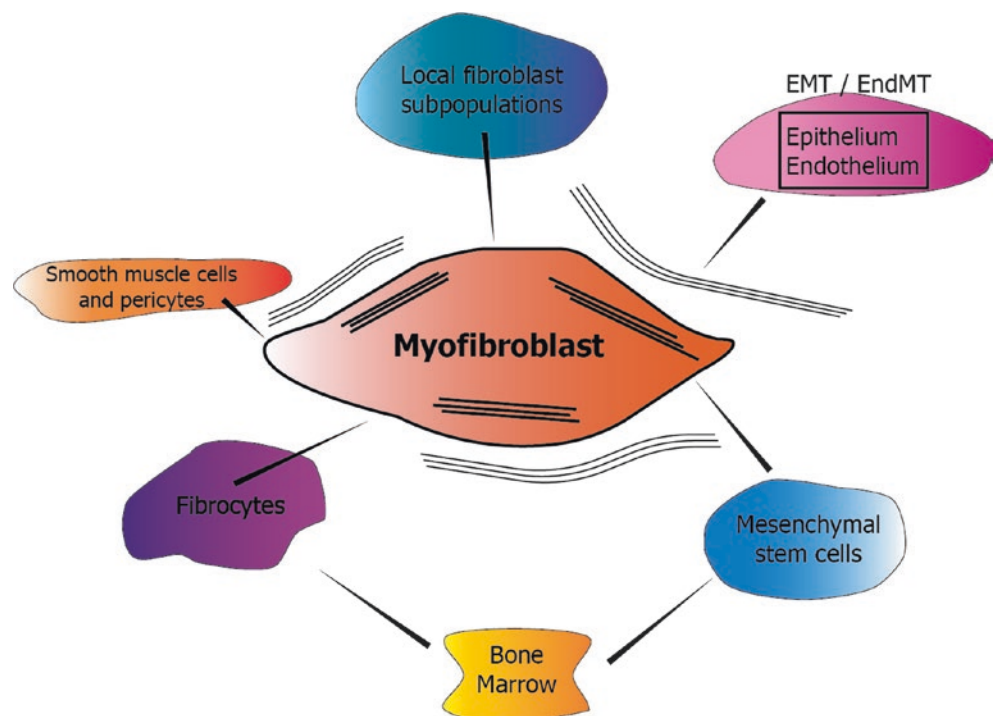 Local fibroblast
subpopulations
EMT / EndMT
Epithelium
Endothelium
Smooth muscle cells
and pericytes
Myofibroblast
Fibrocytes
Mesenchymal
stem cells
Bone
Marrow